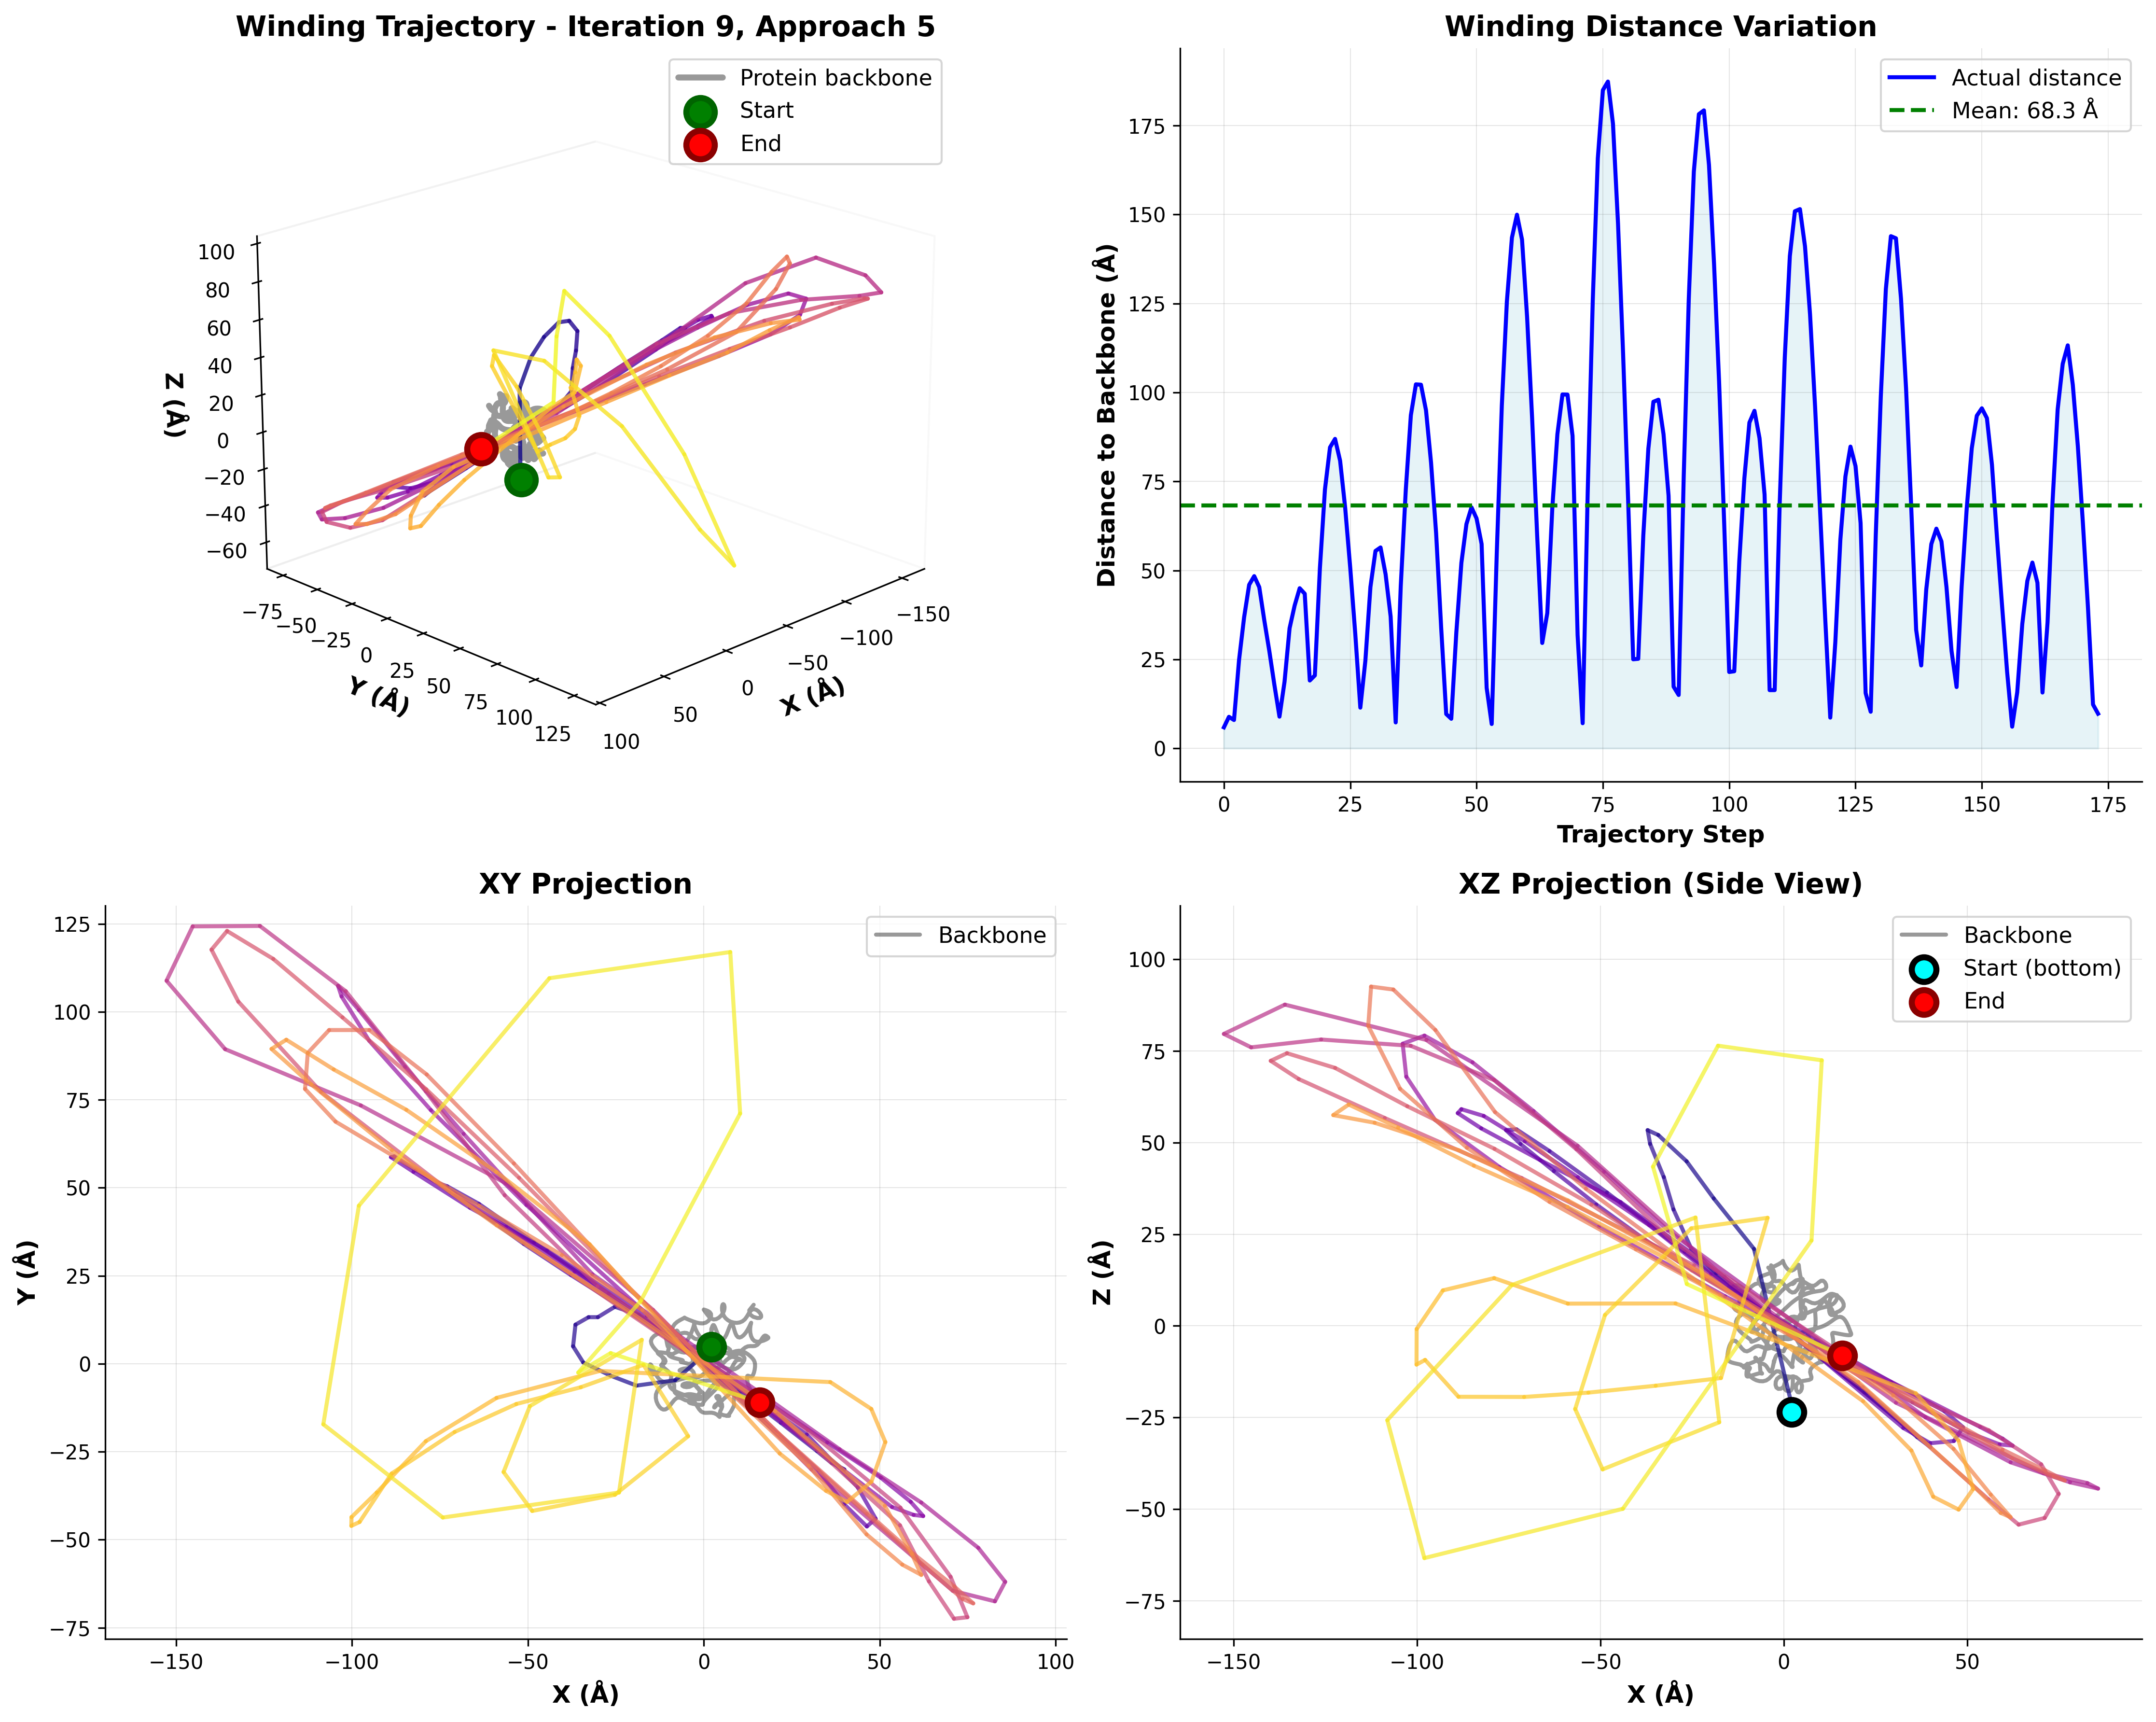 Winding Trajectory - Iteration 9, Approach 5
Protein backbone
Start
End
100
80
60
40
20
0
−20
−40
−60
Z (Å)
−75
−50
−25
0
25
50
75
100
125
Y (Å)
100
50
0
−50
−100
−150
X (Å)
Winding Distance Variation
Actual distance
Mean: 68.3 Å
175
150
125
100
75
50
25
0
Distance to Backbone (Å)
0 25 50 75 100 125 150 175
Trajectory Step
XY Projection
Backbone
125
100
75
50
25
0
−25
−50
−75
Y (Å)
−150 −100 −50 0 50 100
X (Å)
XZ Projection (Side View)
Backbone
Start (bottom)
End
100
75
50
25
0
−25
−50
−75
Z (Å)
−150 −100 −50 0 50
X (Å)